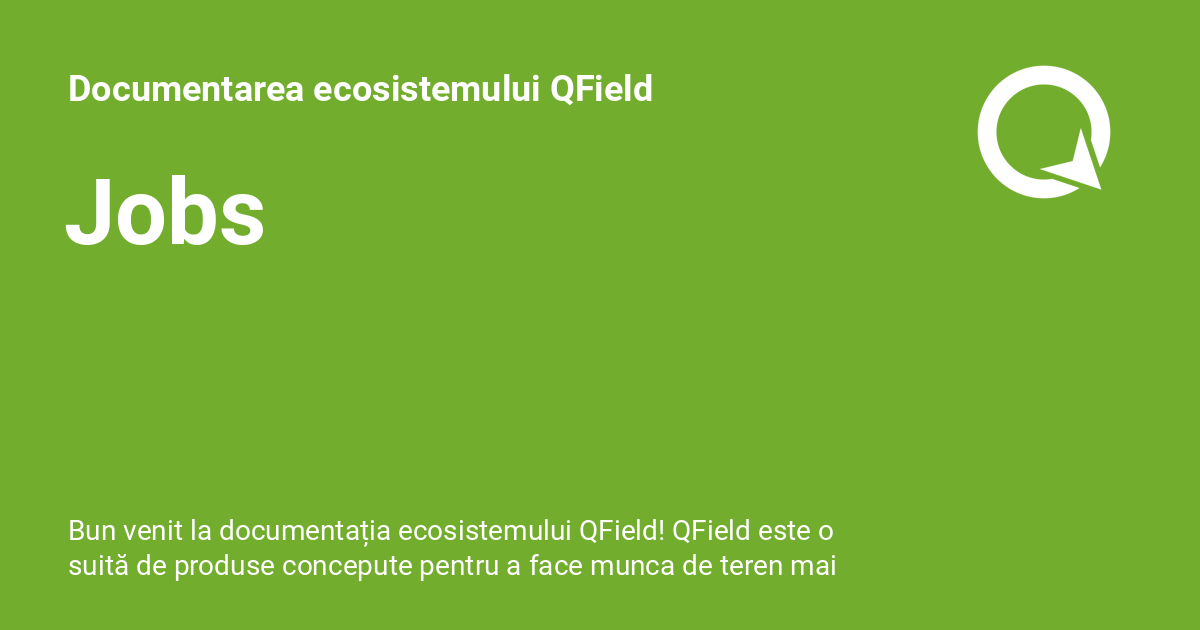 Documentarea ecosistemului QField
Jobs
Bun venit la documentația ecosistemului QField! QField este o
suită de produse concepute pentru a face munca de teren mai